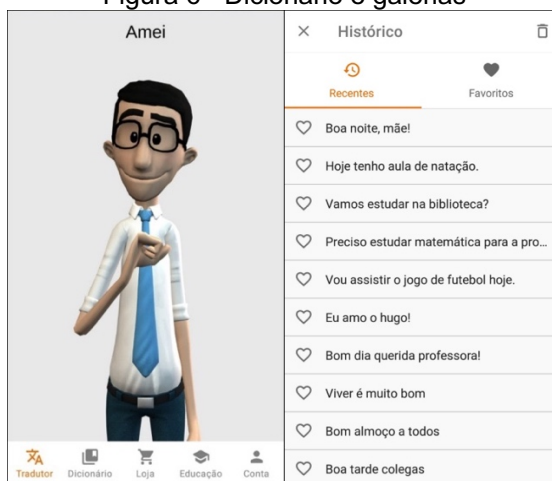 Figura 6 - Dicionário e galerias
Amei
Histórico
Recentes
Favoritos
Boa noite, mãe!
Hoje tenho aula de natação.
Vamos estudar na biblioteca?
Preciso estudar matemática para a pro...
Vou assistir o jogo de futebol hoje.
Eu amo o hugo!
Bom dia querida professora!
Viver é muito bom
Bom almoço a todos
Boa tarde colegas
Tradutor
Dicionário
Loja
Educação
Conta